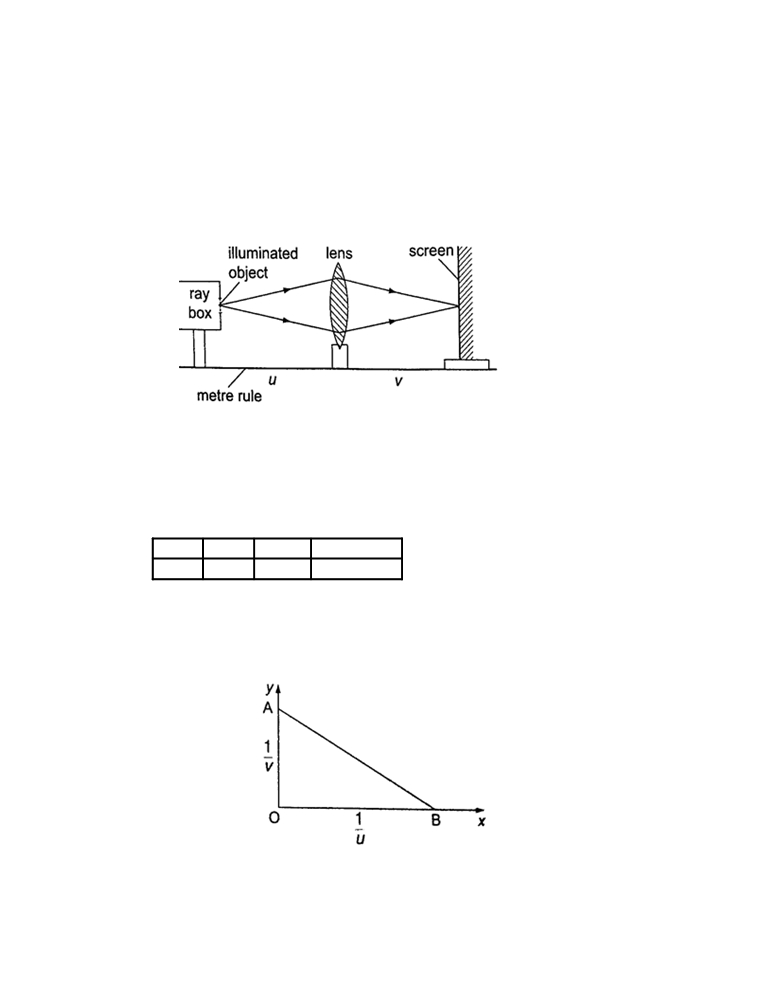 illuminated
object
lens
screen
ray
box
u
v
metre rule
y
A
1
v
O
1
u
B
x